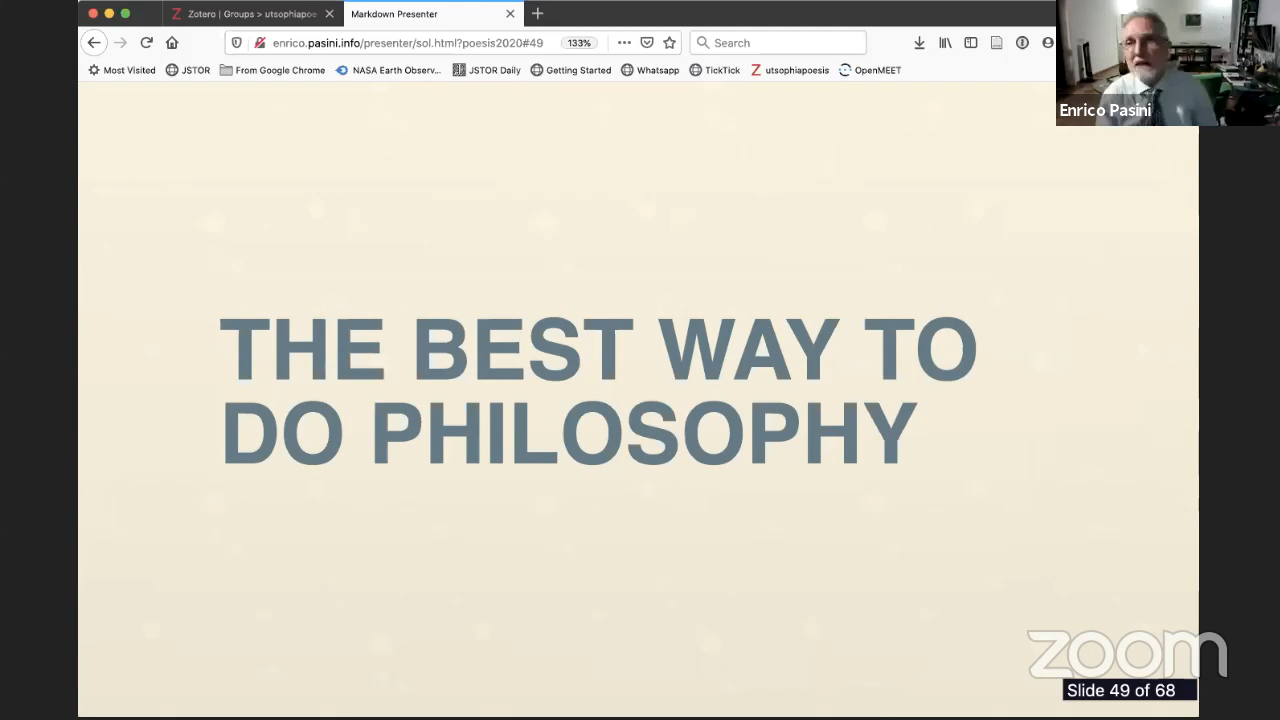 Zotero | Groups > utsophiapoe
Markdown Presenter
enrico.pasini.info/presenter/sol.html?poesis2020#49
133%
Search
Most Visited
JSTOR
From Google Chrome
NASA Earth Observ...
JSTOR Daily
Getting Started
Whatsapp
TickTick
utsophiapoesis
OpenMEET
Enrico Pasini
THE BEST WAY TO
DO PHILOSOPHY
zoom
Slide 49 of 68